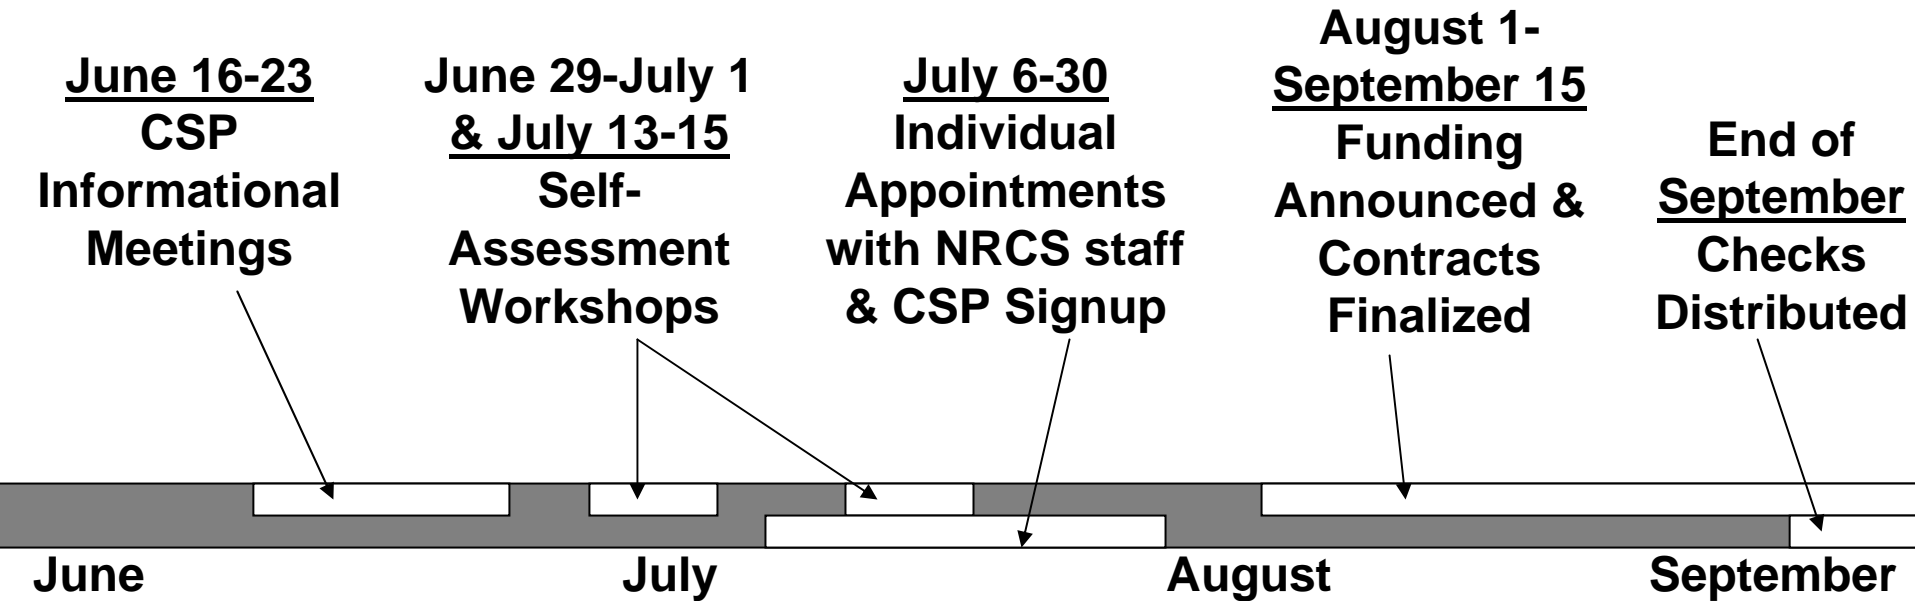 June 16-23
CSP
Informational
Meetings
June 29-July 1
& July 13-15
Self-
Assessment
Workshops
July 6-30
Individual
Appointments
with NRCS staff
& CSP Signup
August 1-
September 15
Funding
Announced &
Contracts
Finalized
End of
September
Checks
Distributed
June
July
August
September